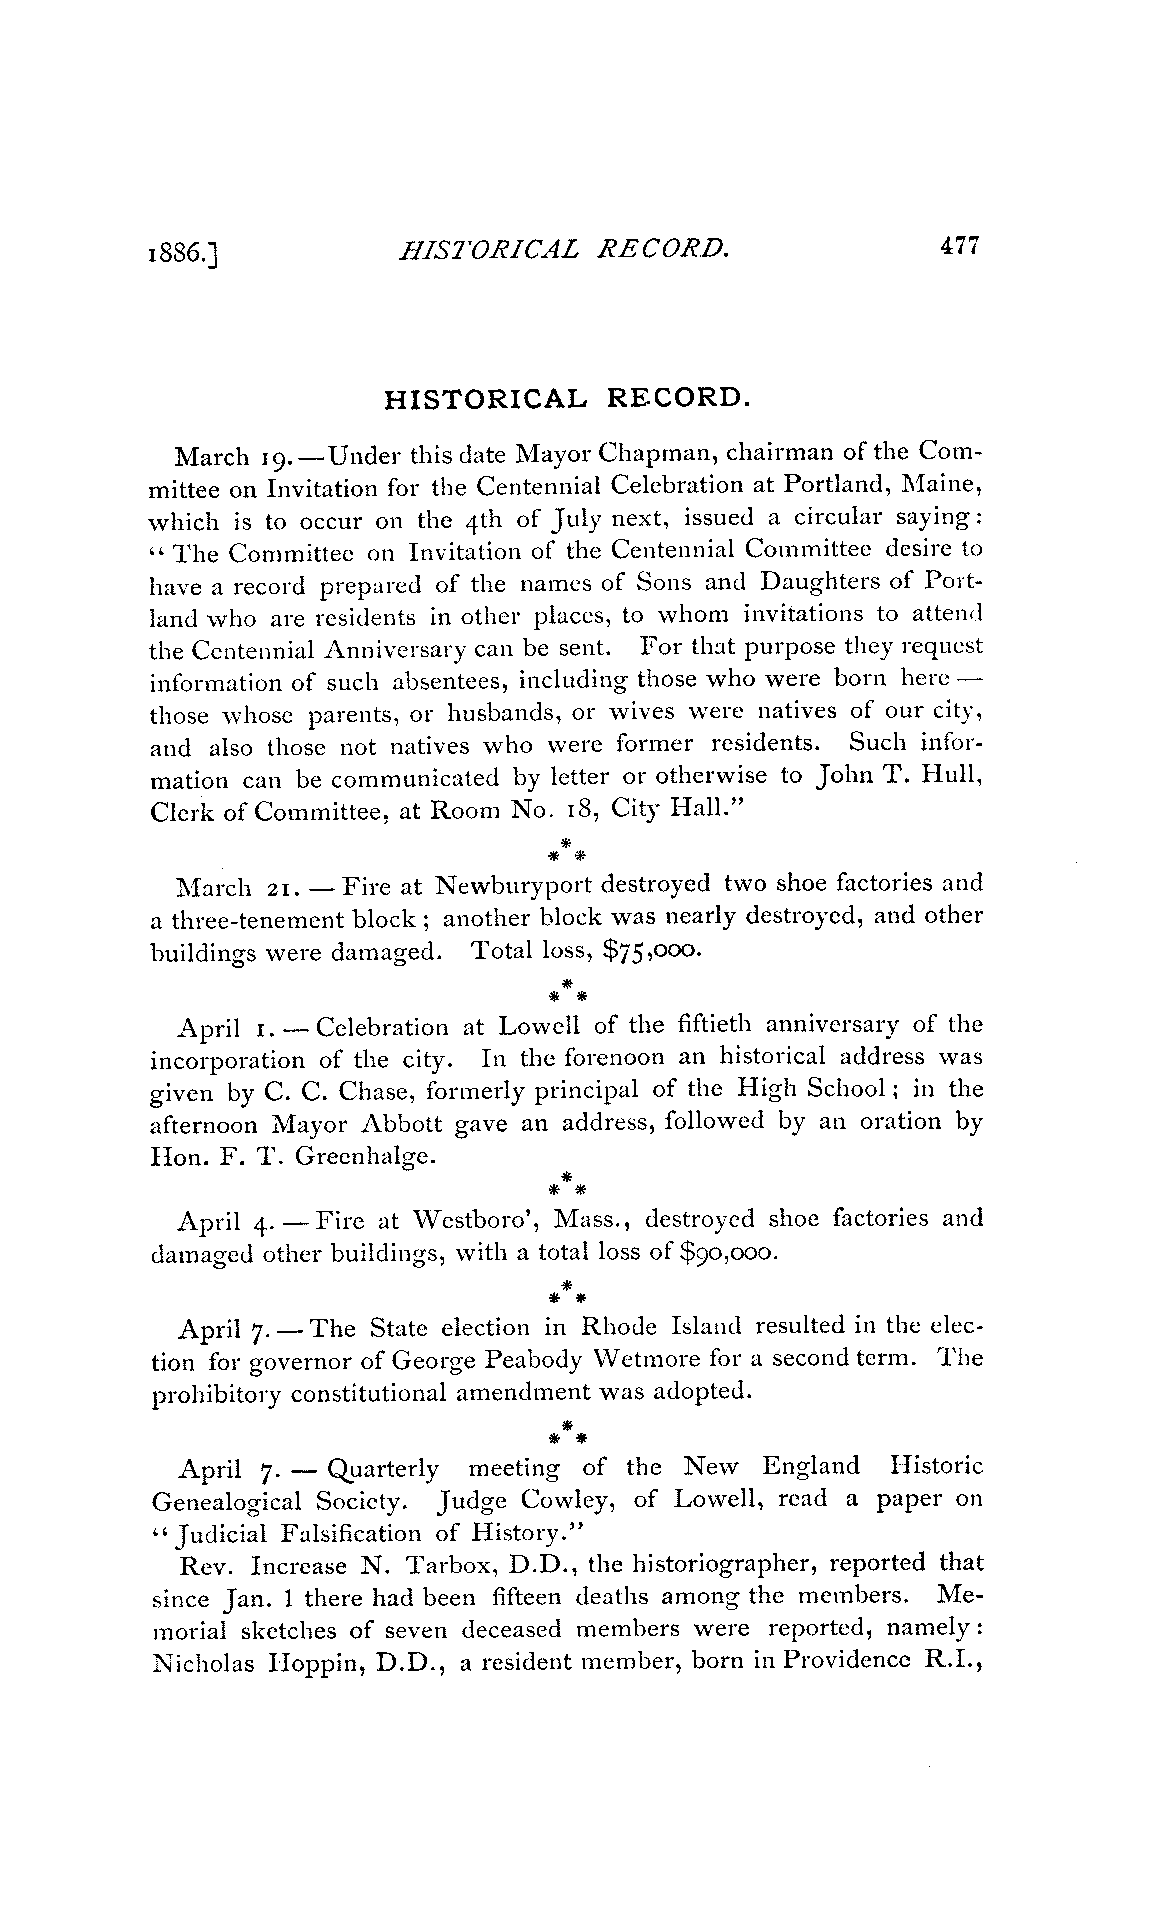 1886.] HISTORICAL RECORD. 477
HISTORICAL RECORD.
March 19.—Under this date Mayor Chapman, chairman of the Com-
mittee on Invitation for the Centennial Celebration at Portland, Maine,
which is to occur on the 4th of July next, issued a circular saying:
“The Committee on Invitation of the Centennial Committee desire to
have a record prepared of the names of Sons and Daughters of Port-
land who are residents in other places, to whom invitations to attend
the Centennial Anniversary can be sent. For that purpose they request
information of such absentees, including those who were born here—
those whose parents, or husbands, or wives were natives of our city,
and also those not natives who were former residents. Such infor-
mation can be communicated by letter or otherwise to John T. Hull,
Clerk of Committee, at Room No. 18, City Hall.”
***
March 21. — Fire at Newburyport destroyed two shoe factories and
a three-tenement block; another block was nearly destroyed, and other
buildings were damaged. Total loss, $75,000.
***
April 1. — Celebration at Lowell of the fiftieth anniversary of the
incorporation of the city. In the forenoon an historical address was
given by C. C. Chase, formerly principal of the High School; in the
afternoon Mayor Abbott gave an address, followed by an oration by
Hon. F. T. Greenhalge.
***
April 4. — Fire at Westboro', Mass., destroyed shoe factories and
damaged other buildings, with a total loss of $90,000.
***
April 7. — The State election in Rhode Island resulted in the elec-
tion for governor of George Peabody Wetmore for a second term. The
prohibitory constitutional amendment was adopted.
***
April 7. — Quarterly meeting of the New England Historic
Genealogical Society. Judge Cowley, of Lowell, read a paper on
“Judicial Falsification of History.”
Rev. Increase N. Tarbox, D.D., the historiographer, reported that
since Jan. 1 there had been fifteen deaths among the members. Me-
morial sketches of seven deceased members were reported, namely:
Nicholas Hoppin, D.D., a resident member, born in Providence R.I.,